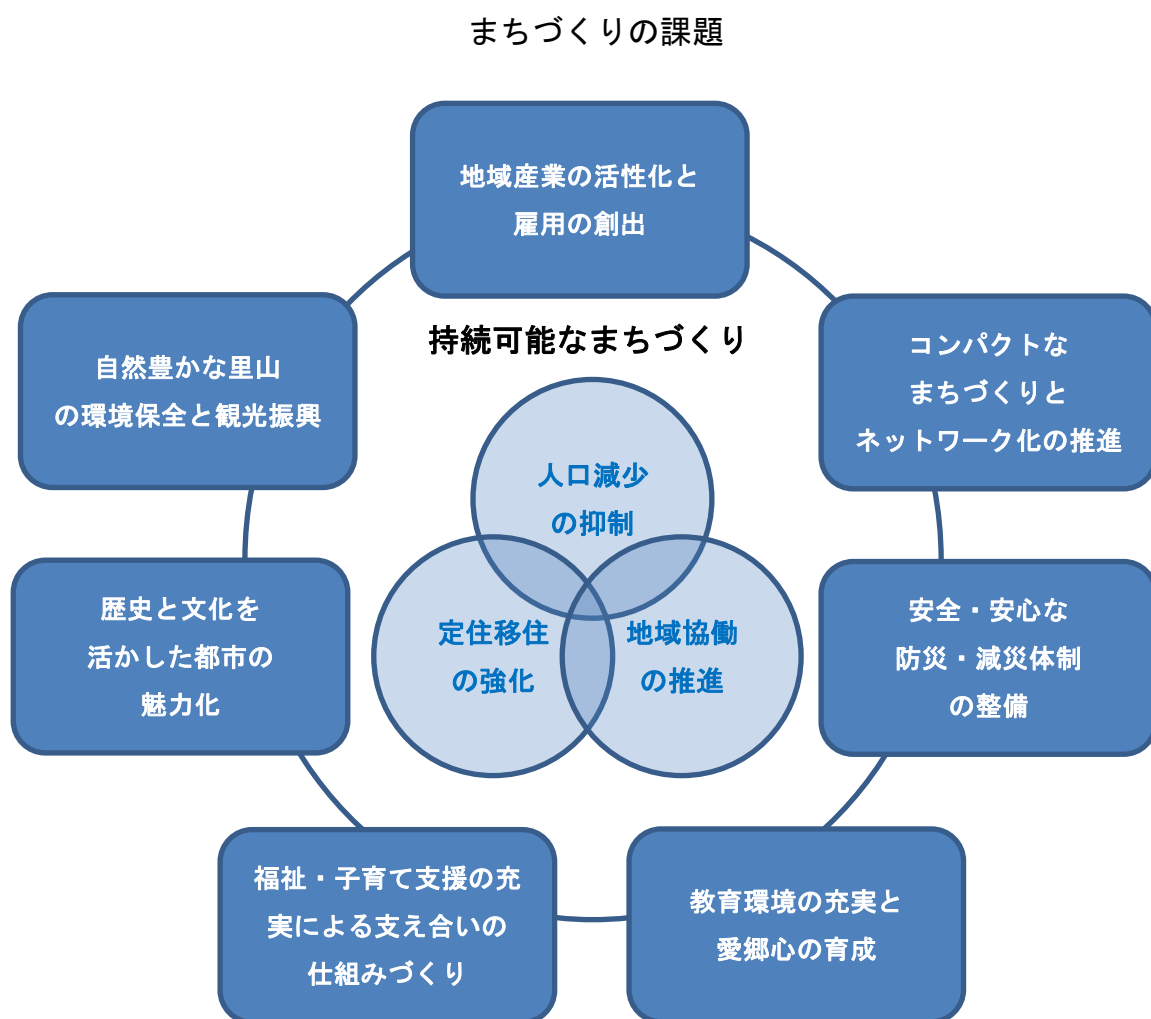 まちづくりの課題
地域産業の活性化と
雇用の創出
持続可能なまちづくり
自然豊かな里山
の環境保全と観光振興
コンパクトな
まちづくりと
ネットワーク化の推進
人口減少
の抑制
定住移住
の強化
地域協働
の推進
歴史と文化を
活かした都市の
魅力化
安全・安心な
防災・減災体制
の整備
福祉・子育て支援の充
実による支え合いの
仕組みづくり
教育環境の充実と
愛郷心の育成